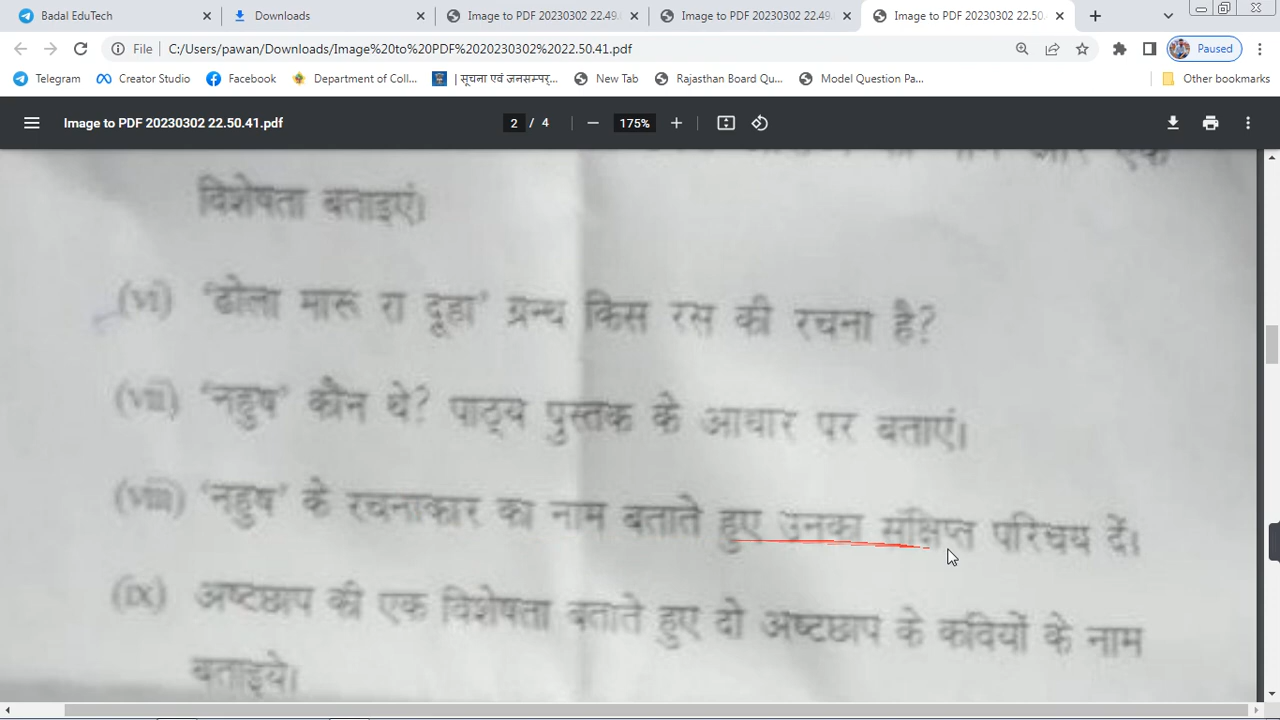 Badal EduTech
Downloads
Image to PDF 20230302 22.49.
Image to PDF 20230302 22.49.
Image to PDF 20230302 22.50.
File C:/Users/pawan/Downloads/Image%20to%20PDF%2020230302%2022.50.41.pdf
Paused
Telegram
Creator Studio
Facebook
Department of Coll...
| सूचना एवं जनसम्पर्...
New Tab
Rajasthan Board Qu...
Model Question Pa...
Other bookmarks
Image to PDF 20230302 22.50.41.pdf
2 / 4
175%
और एक
विशेषता बताइएं।
(vi) 'ढोला मारू रा दूहा' ग्रन्थ किस रस की रचना है?
(vii) 'नहुष' कौन थे? पाठ्य पुस्तक के आधार पर बताएं।
(viii) 'नहुष' के रचनाकार का नाम बताते हुए उनका संक्षिप्त परिचय दें।
(ix) अष्टछाप की एक विशेषता बताते हुए दो अष्टछाप के कवियों के नाम
बताइये।